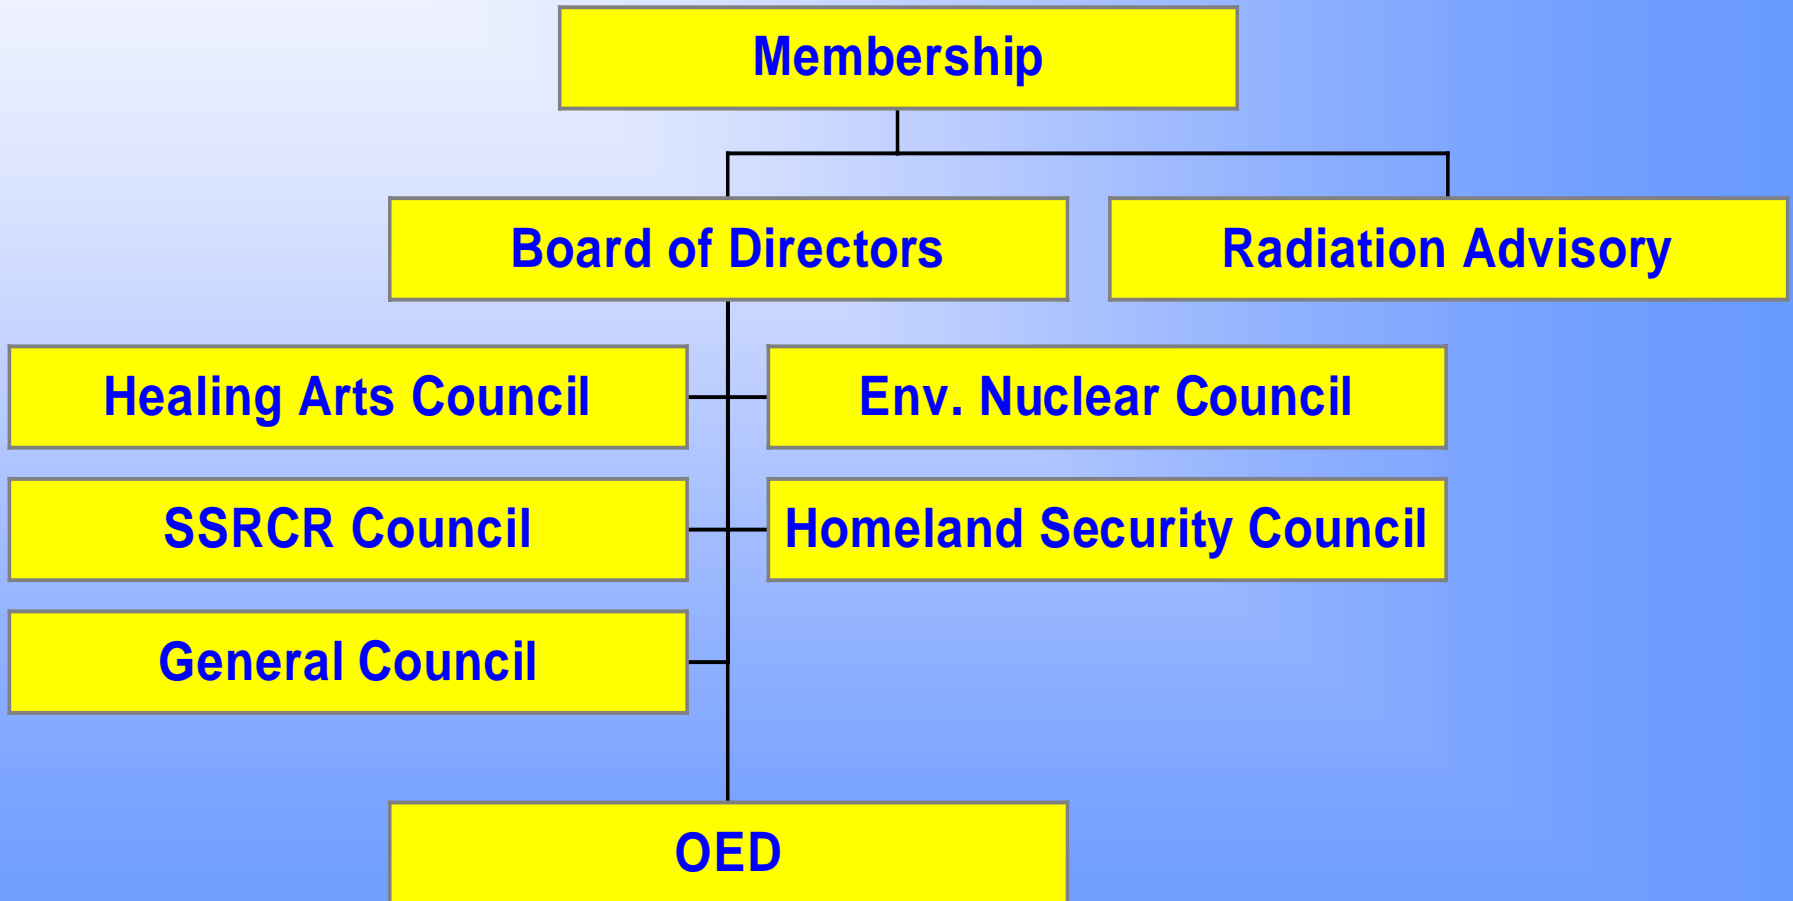 Membership
Board of Directors
Radiation Advisory
Healing Arts Council
Env. Nuclear Council
SSRCR Council
Homeland Security Council
General Council
OED